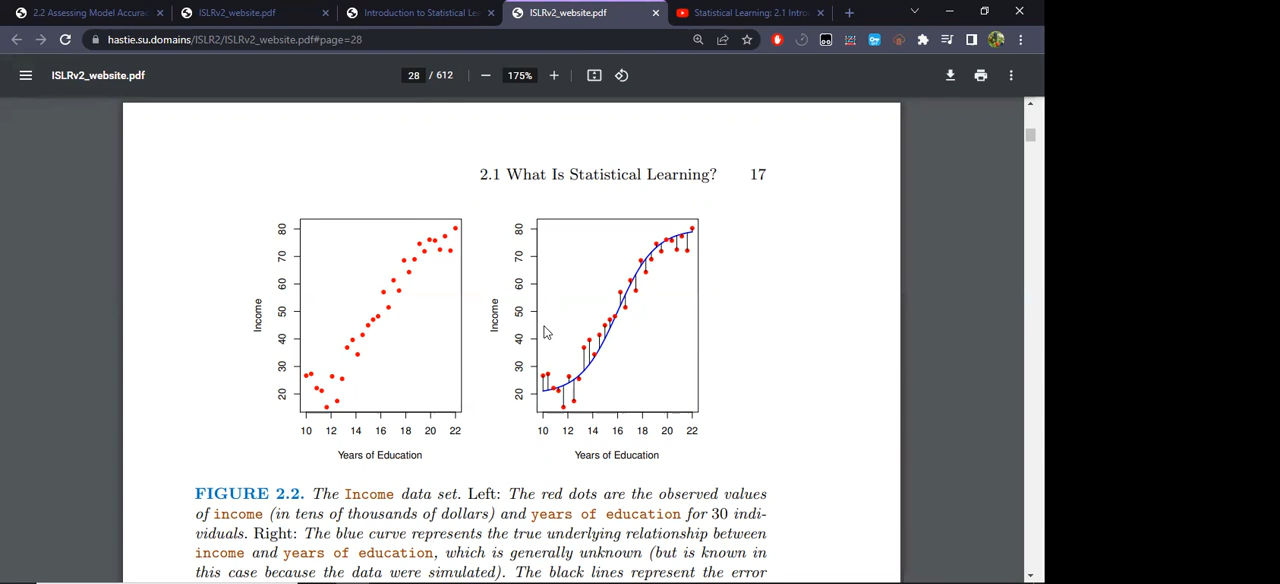 2.2 Assessing Model Accurac
ISLRv2_website.pdf
Introduction to Statistical Lea
ISLRv2_website.pdf
Statistical Learning: 2.1 Intro
hastie.su.domains/ISLR2/ISLRv2_website.pdf#page=28
ISLRv2_website.pdf
28 / 612
175%
2.1 What Is Statistical Learning? 17
Income
20 30 40 50 60 70 80
10 12 14 16 18 20 22
Years of Education
Income
20 30 40 50 60 70 80
10 12 14 16 18 20 22
Years of Education
FIGURE 2.2. The Income data set. Left: The red dots are the observed values
of income (in tens of thousands of dollars) and years of education for 30 indi-
viduals. Right: The blue curve represents the true underlying relationship between
income and years of education, which is generally unknown (but is known in
this case because the data were simulated). The black lines represent the error